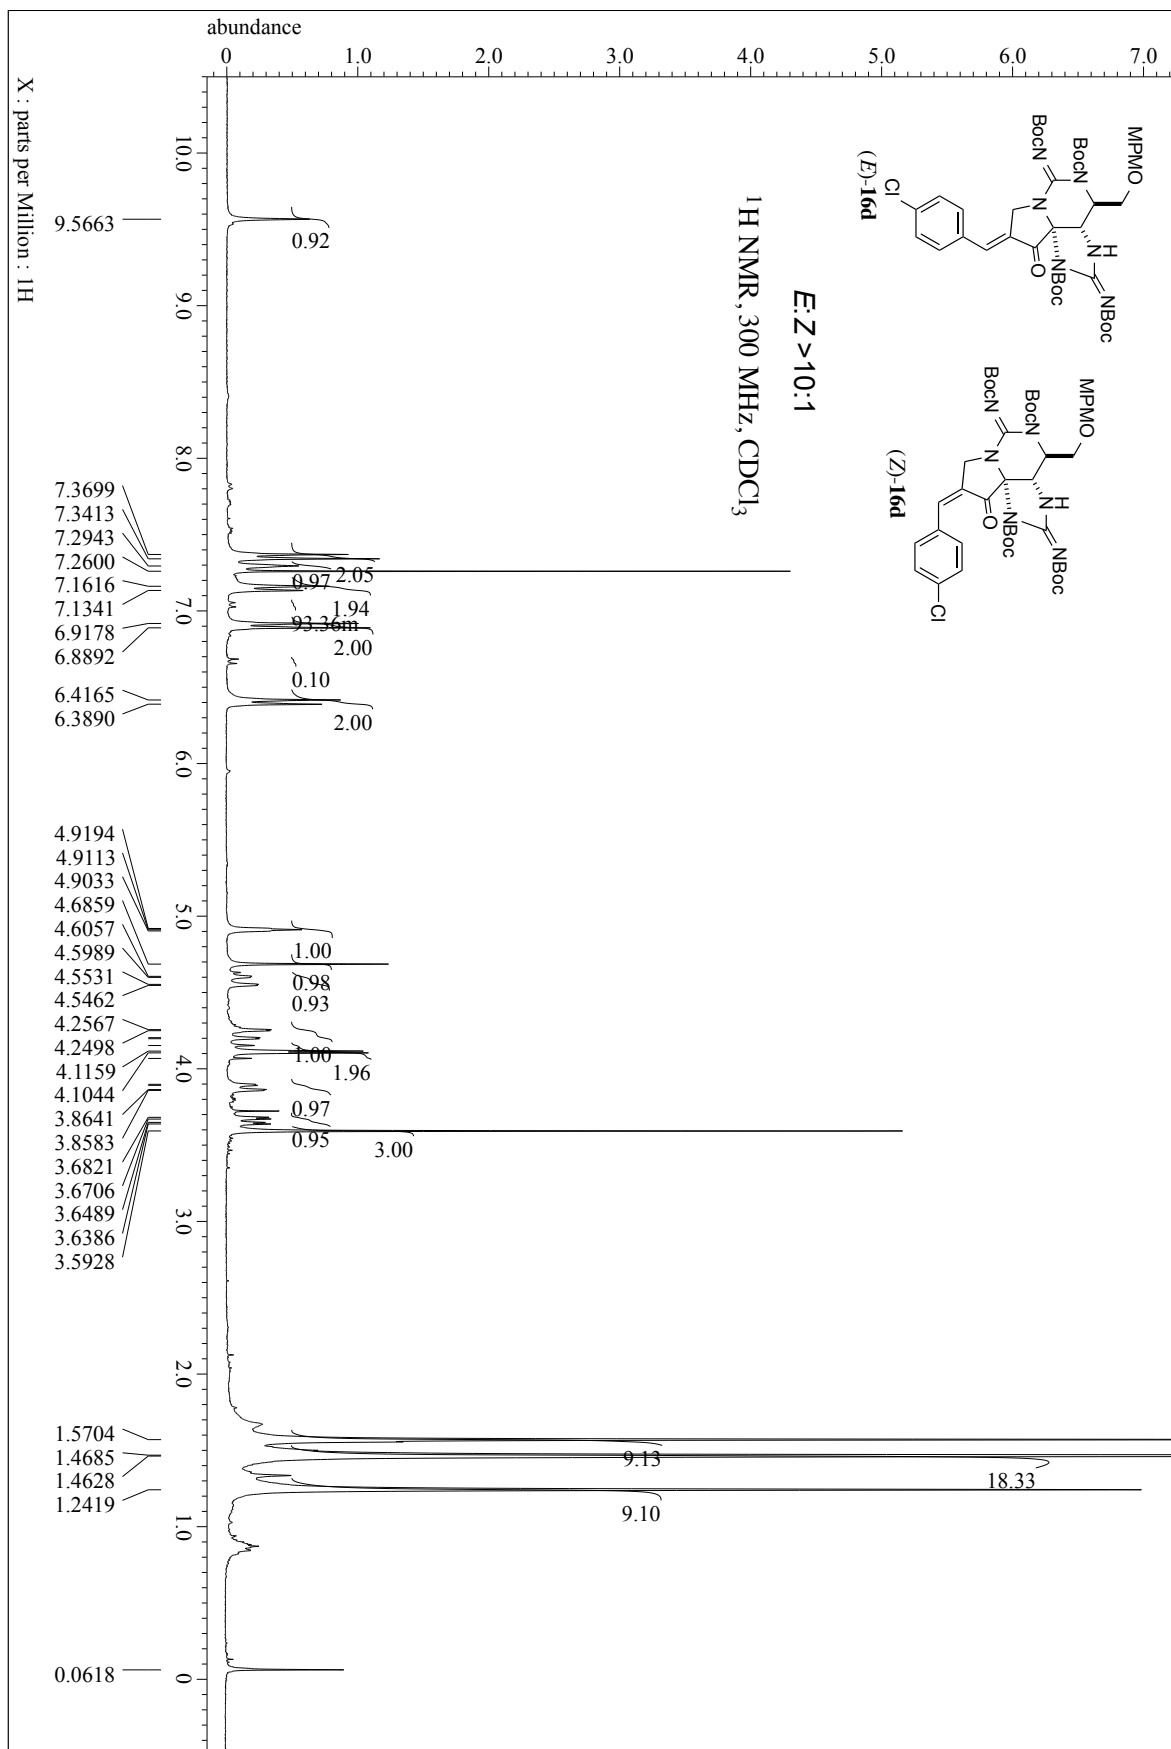 abundance
0 1.0 2.0 3.0 4.0 5.0 6.0 7.0
X : parts per Million : 1H
10.0 9.0 8.0 7.0 6.0 5.0 4.0 3.0 2.0 1.0 0
MPMO
BocN
BocN
N
N
H
N
NBoc
NBoc
O
Cl
(E)-16d
MPMO
BocN
BocN
N
N
H
N
NBoc
NBoc
O
Cl
(Z)-16d
E:Z >10:1
1H NMR, 300 MHz, CDCl3
9.5663
7.3699
7.3413
7.2943
7.2600
7.1616
7.1341
6.9178
6.8892
6.4165
6.3890
4.9194
4.9113
4.9033
4.6859
4.6057
4.5989
4.5531
4.5462
4.2567
4.2498
4.1159
4.1044
3.8641
3.8583
3.6821
3.6706
3.6489
3.6386
3.5928
1.5704
1.4685
1.4628
1.2419
0.0618
0.92
2.05
0.97
1.94
93.36m
2.00
0.10
2.00
1.00
0.98
0.93
1.00
1.96
0.97
0.95
3.00
9.13
18.33
9.10